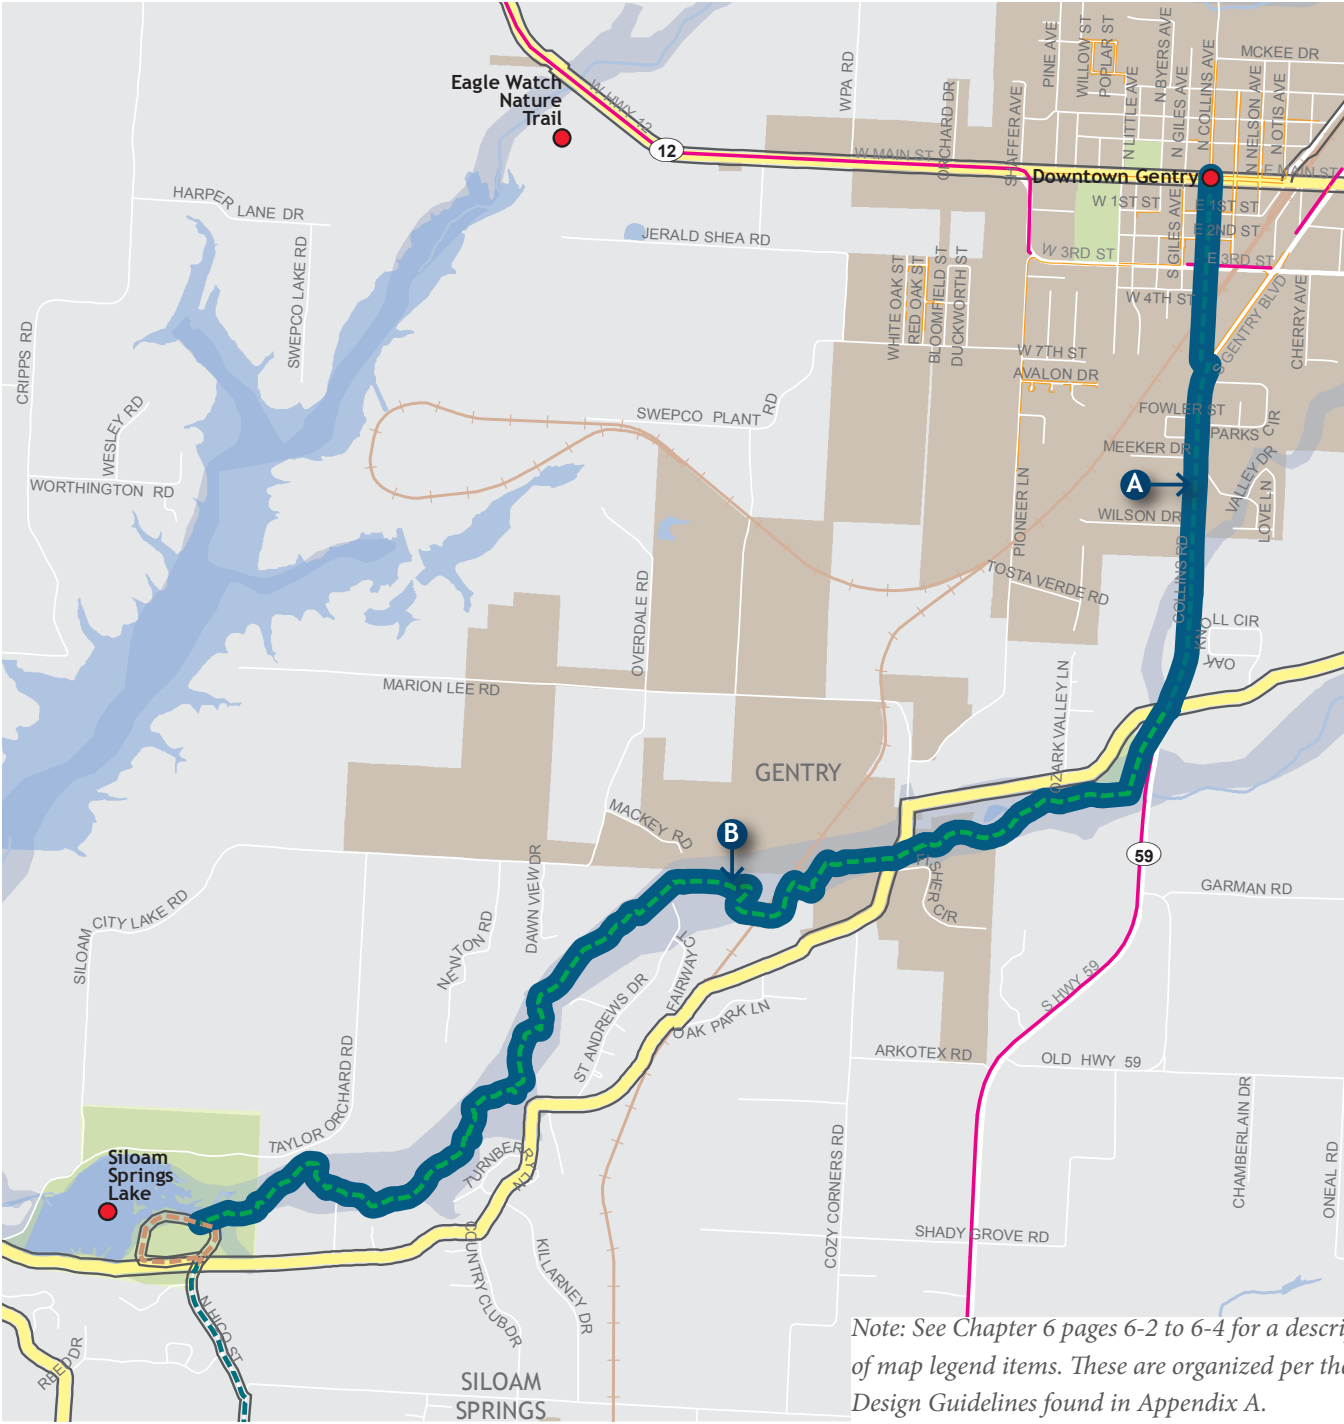 Eagle Watch
Nature
Trail
W HWY 12
12
WPA RD
ORCHARD DR
SHAFFER AVE
PINE AVE
WILLOW ST
POPLAR ST
N LITTLE AVE
N BYERS AVE
N GILES AVE
N COLLINS AVE
N NELSON AVE
N OTIS AVE
MCKEE DR
W MAIN ST
E MAIN ST
Downtown Gentry
W 1ST ST
E 1ST ST
E 2ND ST
S GILES AVE
W 3RD ST
E 3RD ST
W 4TH ST
S GENTRY BLVD
CHERRY AVE
HARPER LANE DR
SWEPCO LAKE RD
JERALD SHEA RD
WHITE OAK ST
RED OAK ST
BLOOMFIELD ST
DUCKWORTH ST
CRIPPS RD
W 7TH ST
AVALON DR
WESLEY RD
SWEPCO PLANT RD
FOWLER ST
PARKS CIR
MEEKER DR
VALLEY DR
LOVE LN
WORTHINGTON RD
A
PIONEER LN
WILSON DR
COLLINS RD
TOSTA VERDE RD
OVERDALE RD
OAK KNOLL CIR
MARION LEE RD
OZARK VALLEY LN
GENTRY
MACKEY RD
B
59
FISHER CIR
GARMAN RD
SILOAM CITY LAKE RD
NEWTON RD
DAWN VIEW DR
FAIRWAY CT
ST ANDREWS DR
OAK PARK LN
S HWY 59
ARKOTEX RD
OLD HWY 59
TAYLOR ORCHARD RD
CHAMBERLAIN DR
ONEAL RD
Siloam
Springs
Lake
TURNBERRY LN
COZY CORNERS RD
SHADY GROVE RD
COUNTRY CLUB DR
KILLARNEY DR
N HICO ST
REED DR
SILOAM
SPRINGS
Note: See Chapter 6 pages 6-2 to 6-4 for a descri
of map legend items. These are organized per the
Design Guidelines found in Appendix A.